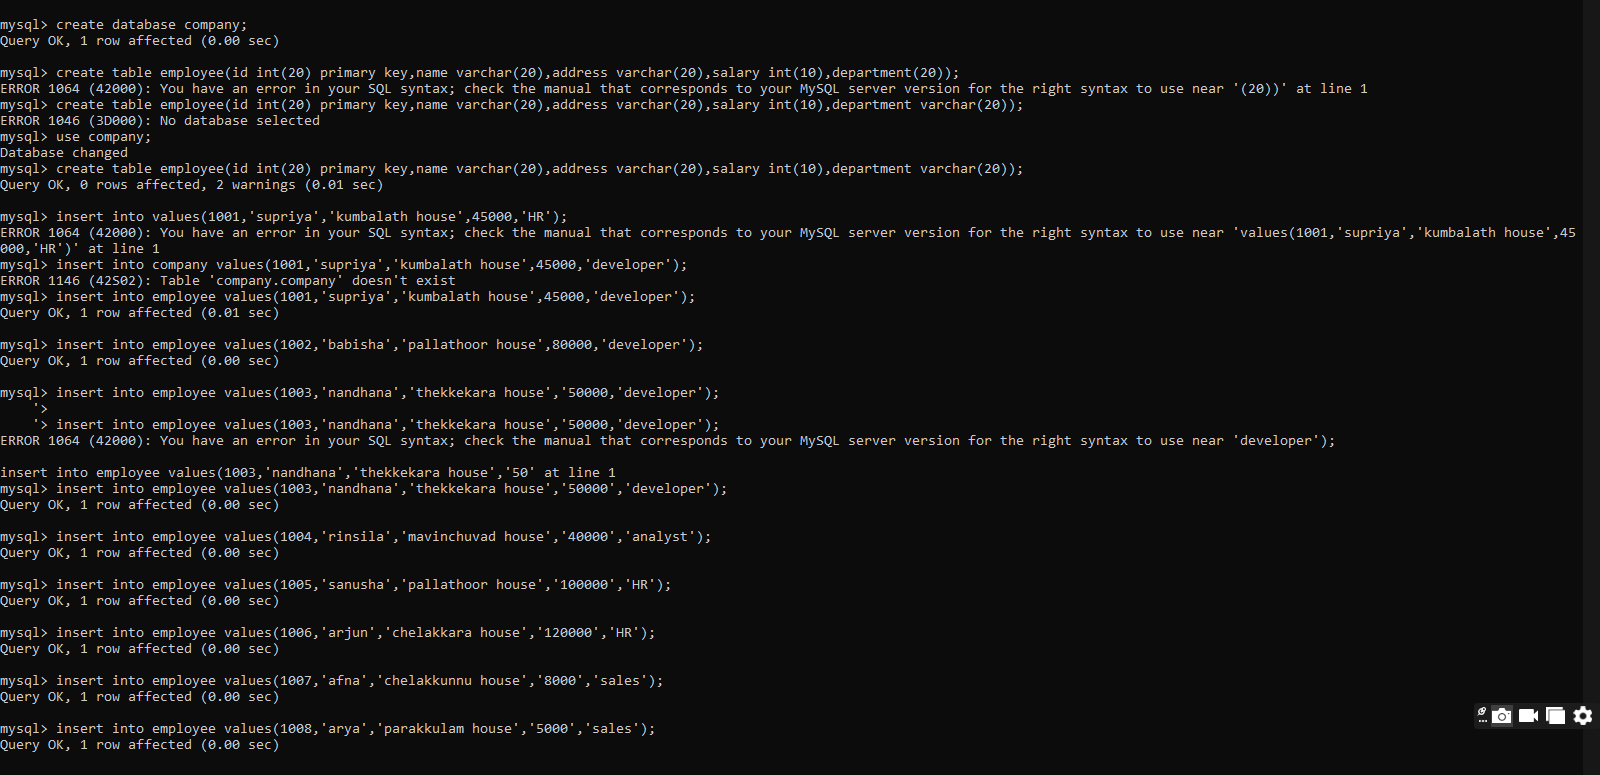 mysql> create database company;
Query OK, 1 row affected (0.00 sec)
mysql> create table employee(id int(20) primary key,name varchar(20),address varchar(20),salary int(10),department(20));
ERROR 1064 (42000): You have an error in your SQL syntax; check the manual that corresponds to your MySQL server version for the right syntax to use near '(20))' at line 1
mysql> create table employee(id int(20) primary key,name varchar(20),address varchar(20),salary int(10),department varchar(20));
ERROR 1046 (3D000): No database selected
mysql> use company;
Database changed
mysql> create table employee(id int(20) primary key,name varchar(20),address varchar(20),salary int(10),department varchar(20));
Query OK, 0 rows affected, 2 warnings (0.01 sec)
mysql> insert into values(1001,'supriya','kumbalath house',45000,'HR');
ERROR 1064 (42000): You have an error in your SQL syntax; check the manual that corresponds to your MySQL server version for the right syntax to use near 'values(1001,'supriya','kumbalath house',45
000,'HR')' at line 1
mysql> insert into company values(1001,'supriya','kumbalath house',45000,'developer');
ERROR 1146 (42S02): Table 'company.company' doesn't exist
mysql> insert into employee values(1001,'supriya','kumbalath house',45000,'developer');
Query OK, 1 row affected (0.01 sec)
mysql> insert into employee values(1002,'babisha','pallathoor house',80000,'developer');
Query OK, 1 row affected (0.00 sec)
mysql> insert into employee values(1003,'nandhana','thekkekara house','50000,'developer');
'>
'> insert into employee values(1003,'nandhana','thekkekara house','50000,'developer');
ERROR 1064 (42000): You have an error in your SQL syntax; check the manual that corresponds to your MySQL server version for the right syntax to use near 'developer');
insert into employee values(1003,'nandhana','thekkekara house','50' at line 1
mysql> insert into employee values(1003,'nandhana','thekkekara house','50000','developer');
Query OK, 1 row affected (0.00 sec)
mysql> insert into employee values(1004,'rinsila','mavinchuvad house','40000','analyst');
Query OK, 1 row affected (0.00 sec)
mysql> insert into employee values(1005,'sanusha','pallathoor house','100000','HR');
Query OK, 1 row affected (0.00 sec)
mysql> insert into employee values(1006,'arjun','chelakkara house','120000','HR');
Query OK, 1 row affected (0.00 sec)
mysql> insert into employee values(1007,'afna','chelakkunnu house','8000','sales');
Query OK, 1 row affected (0.00 sec)
mysql> insert into employee values(1008,'arya','parakkulam house','5000','sales');
Query OK, 1 row affected (0.00 sec)